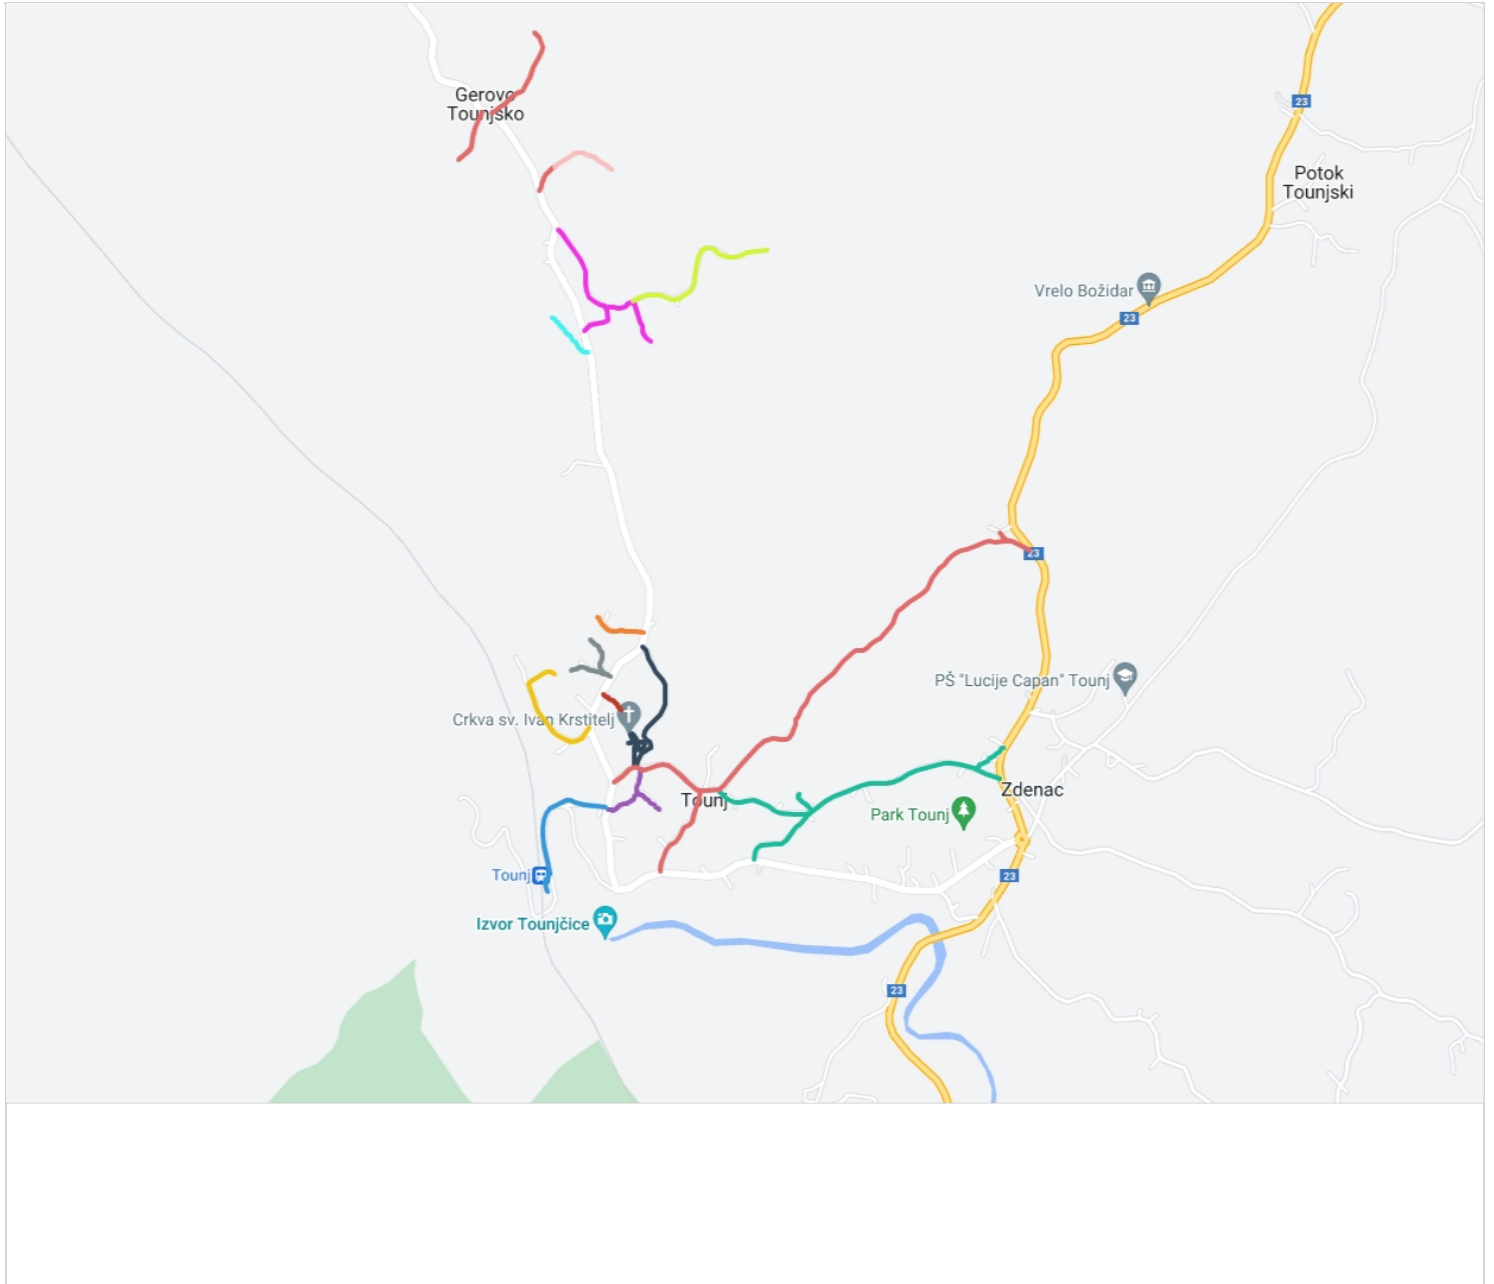 23
Gerovo
Tounjsko
Potok
Tounjski
Vrelo Božidar
23
23
PŠ "Lucije Capan" Tounj
Crkva sv. Ivan Krstitelj
Zdenac
Tounj
Park Tounj
Tounj
23
Izvor Tounjčice
23